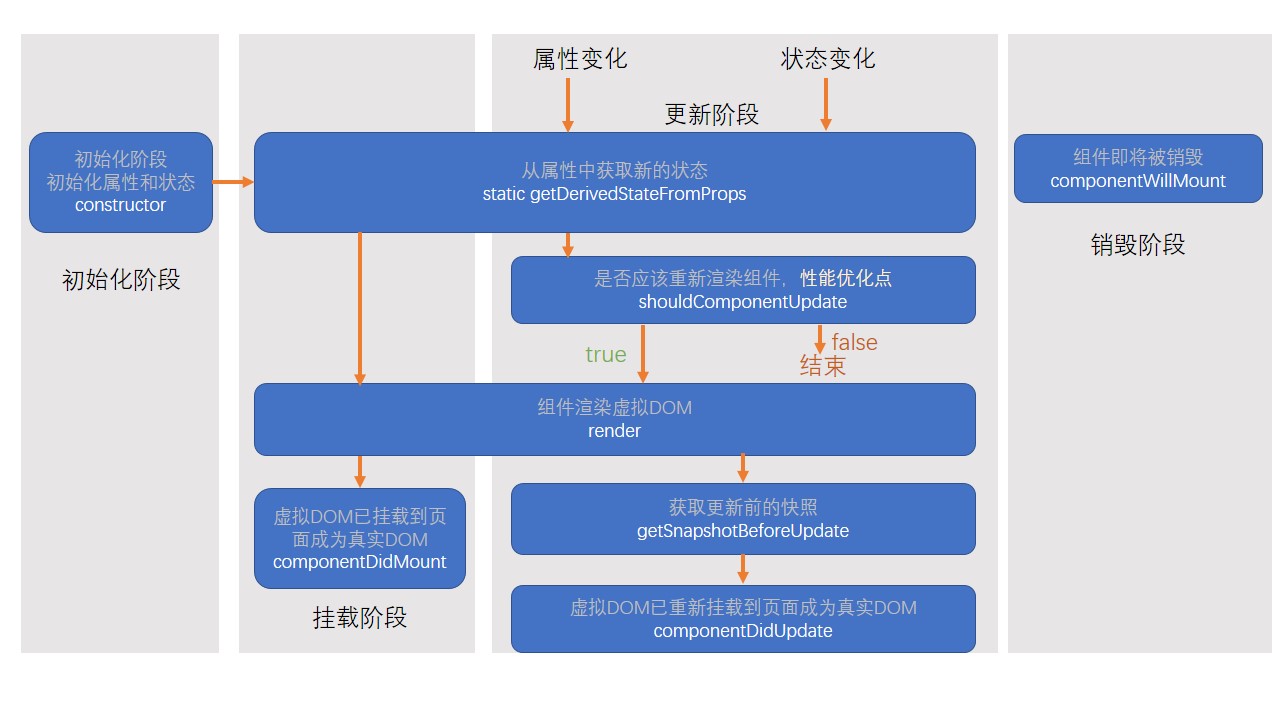 属性变化
状态变化
更新阶段
初始化阶段
初始化属性和状态
constructor
初始化阶段
从属性中获取新的状态
static getDerivedStateFromProps
是否应该重新渲染组件，性能优化点
shouldComponentUpdate
true
false
结束
组件渲染虚拟DOM
render
虚拟DOM已挂载到页
面成为真实DOM
componentDidMount
挂载阶段
获取更新前的快照
getSnapshotBeforeUpdate
虚拟DOM已重新挂载到页面成为真实DOM
componentDidUpdate
组件即将被销毁
componentWillMount
销毁阶段